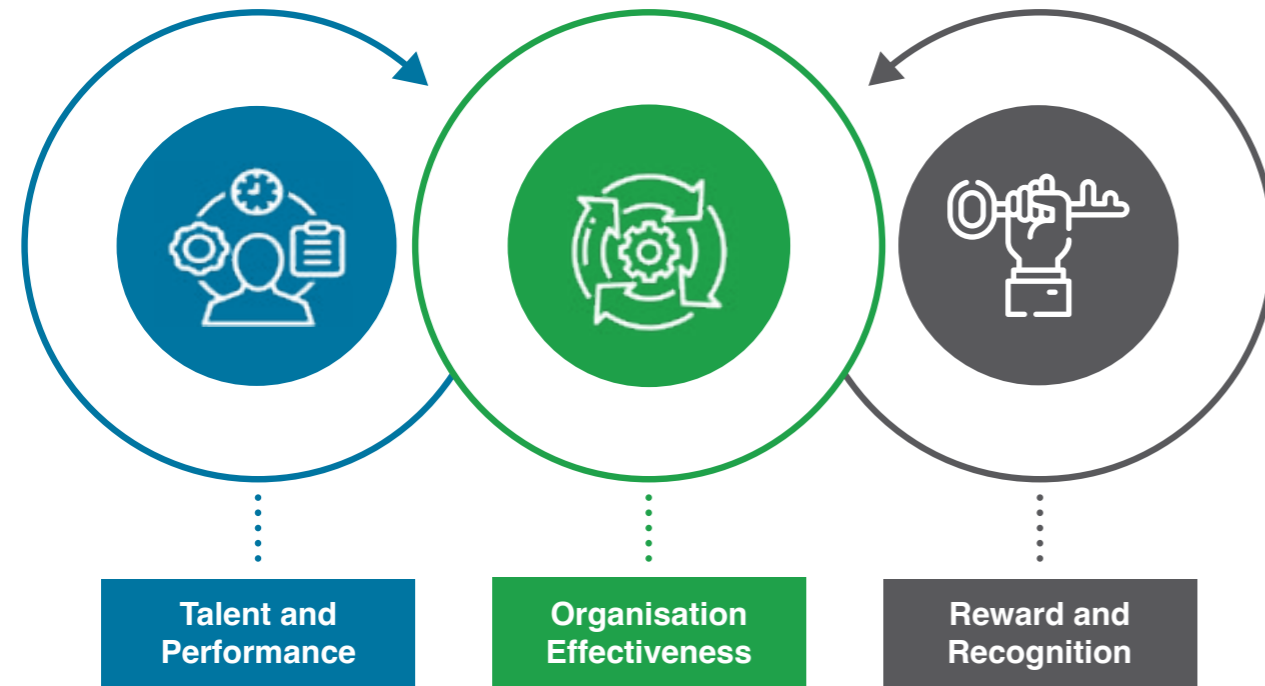 Talent and
Performance
Organisation
Effectiveness
Reward and
Recognition